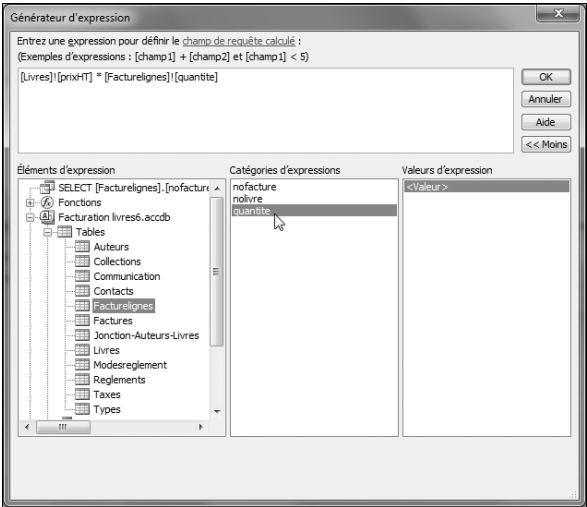 Générateur d'expression
Entrez une expression pour définir le champ de requête calculé :
(Exemples d'expressions : [champ1] + [champ2] et [champ1] < 5)
[Livres]![prixHT] * [Facturelignes]![quantite]
OK
Annuler
Aide
<< Moins
Éléments d'expression
SELECT [Facturelignes].[nofacture
Fonctions
Facturation livres6.accdb
Tables
Auteurs
Collections
Communication
Contacts
Facturelignes
Factures
Jonction-Auteurs-Livres
Livres
Modesreglement
Reglements
Taxes
Types
Catégories d'expressions
nofacture
nolivre
quantite
Valeurs d'expression
<Valeur>